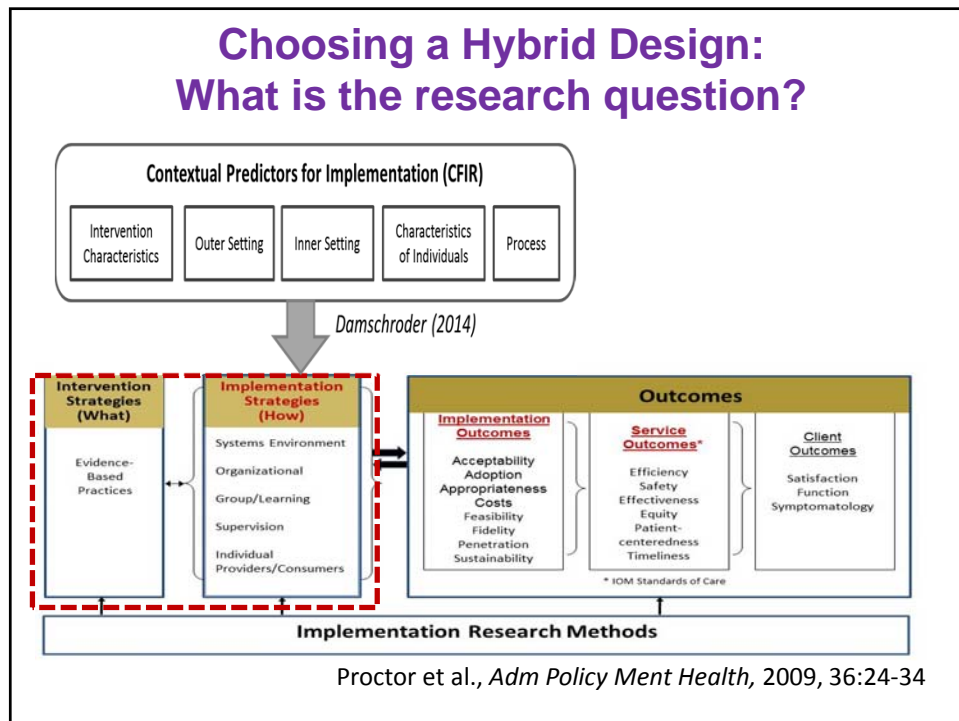 Choosing a Hybrid Design:
What is the research question?
Contextual Predictors for Implementation (CFIR)
Intervention
Characteristics
Outer Setting
Inner Setting
Characteristics
of Individuals
Process
Damschroder (2014)
Intervention
Strategies
(What)
Evidence-
Based
Practices
Implementation
Strategies
(How)
Systems Environment
Organizational
Group/Learning
Supervision
Individual
Providers/Consumers
Outcomes
Implementation
Outcomes
Acceptability
Adoption
Appropriateness
Costs
Feasibility
Fidelity
Penetration
Sustainability
Service
Outcomes*
Efficiency
Safety
Effectiveness
Equity
Patient-
centeredness
Timeliness
Client
Outcomes
Satisfaction
Function
Symptomatology
* IOM Standards of Care
Implementation Research Methods
Proctor et al., Adm Policy Ment Health, 2009, 36:24-34